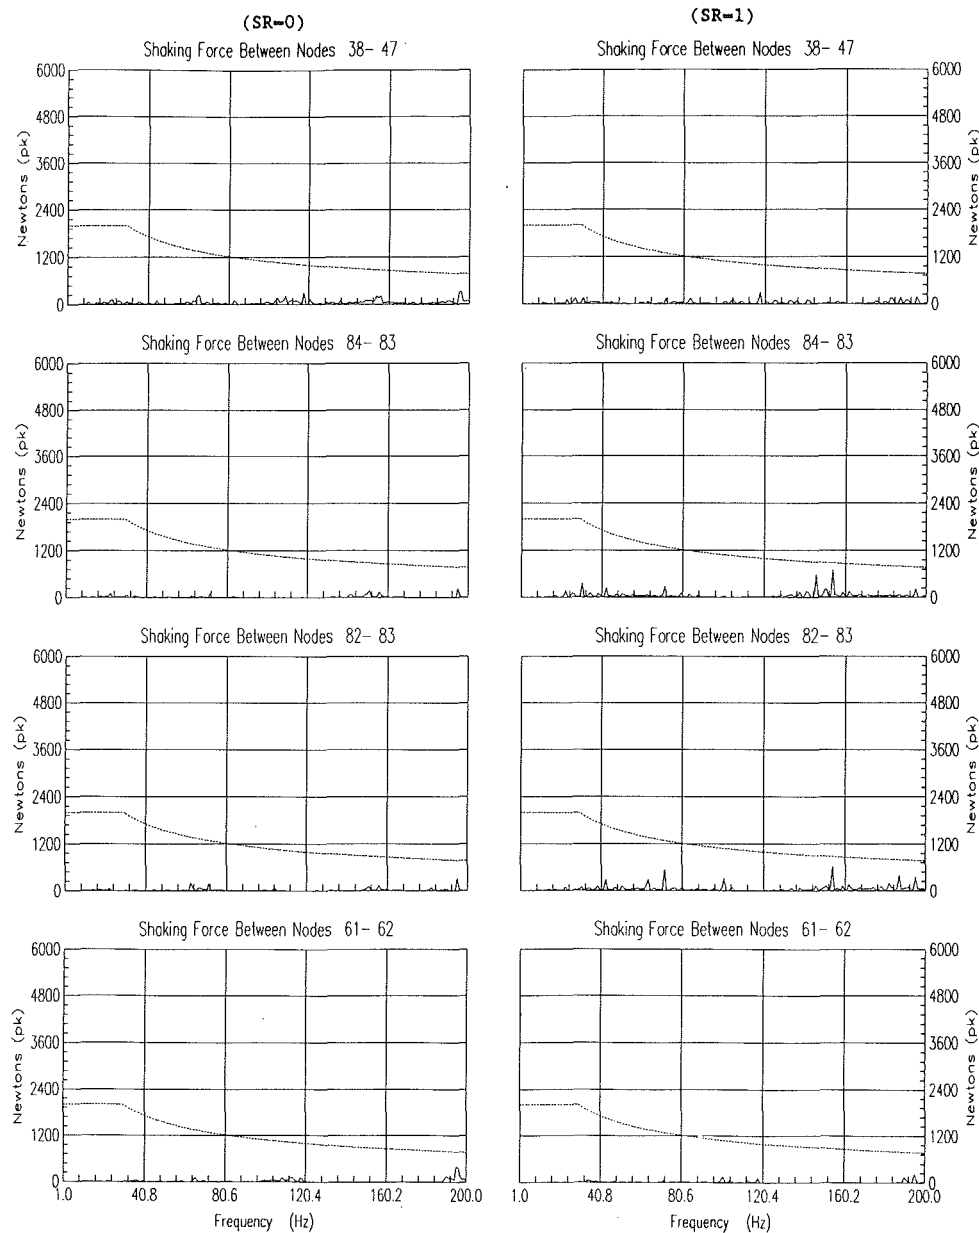 (SR=0)
(SR=1)
Shaking Force Between Nodes 38- 47
Shaking Force Between Nodes 38- 47
6000
4800
3600
2400
1200
0
Newtons (pk)
6000
4800
3600
2400
1200
0
Newtons (pk)
Shaking Force Between Nodes 84- 83
Shaking Force Between Nodes 84- 83
6000
4800
3600
2400
1200
0
Newtons (pk)
6000
4800
3600
2400
1200
0
Newtons (pk)
Shaking Force Between Nodes 82- 83
Shaking Force Between Nodes 82- 83
6000
4800
3600
2400
1200
0
Newtons (pk)
6000
4800
3600
2400
1200
0
Newtons (pk)
Shaking Force Between Nodes 61- 62
Shaking Force Between Nodes 61- 62
6000
4800
3600
2400
1200
0
Newtons (pk)
6000
4800
3600
2400
1200
0
Newtons (pk)
1.0 40.8 80.6 120.4 160.2 200.0
Frequency (Hz)
1.0 40.8 80.6 120.4 160.2 200.0
Frequency (Hz)